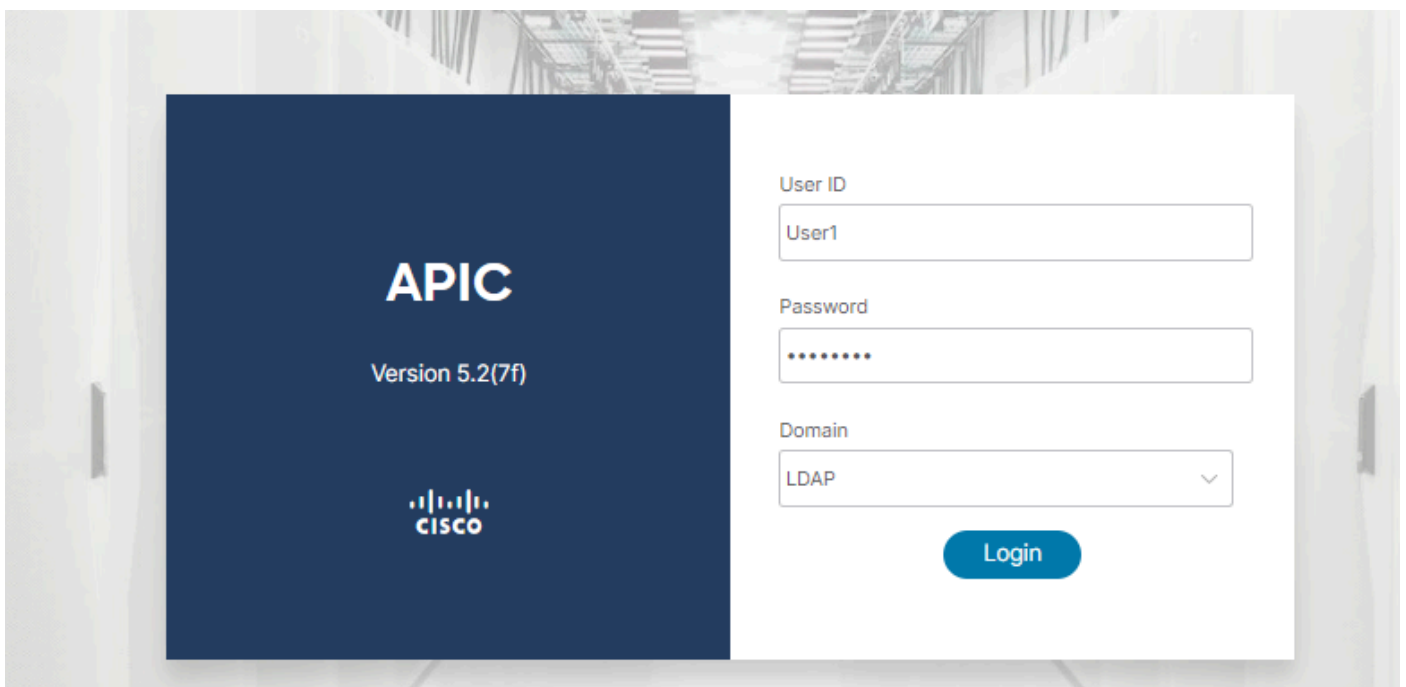 APIC
Version 5.2(7f)
CISCO
User ID
User1
Password
••••••••
Domain
LDAP
Login